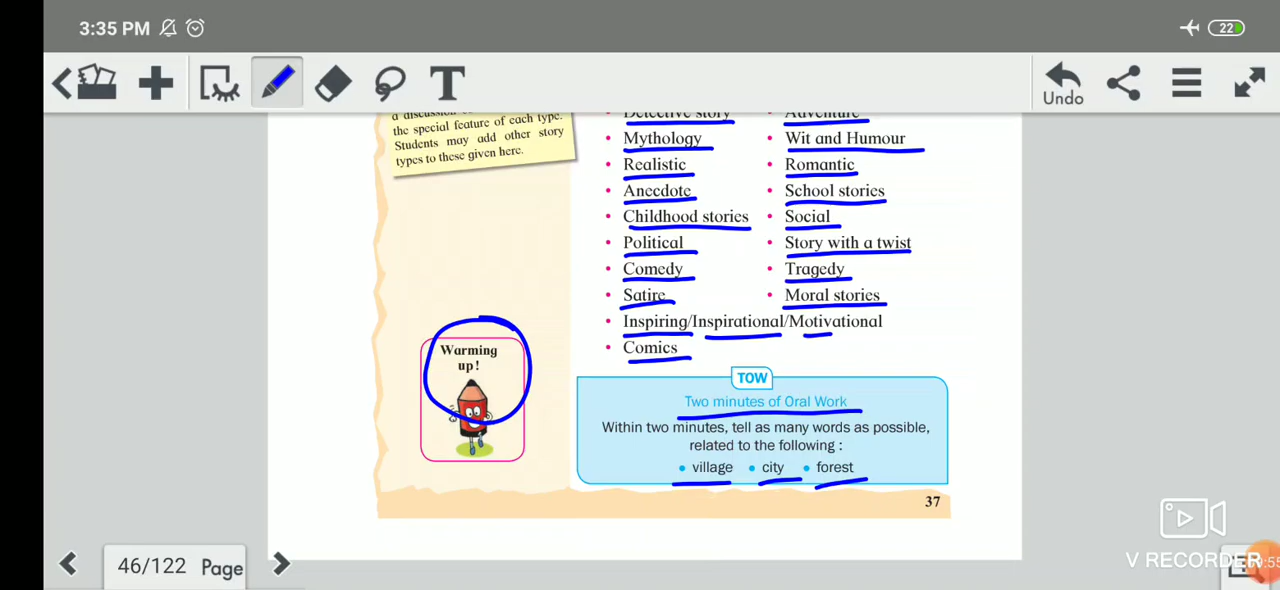 3:35 PM
22
T
Undo
a discussion
the special feature of each type.
Students may add other story
types to these given here.
• Detective story • Adventure
• Mythology • Wit and Humour
• Realistic • Romantic
• Anecdote • School stories
• Childhood stories • Social
• Political • Story with a twist
• Comedy • Tragedy
• Satire • Moral stories
• Inspiring/Inspirational/Motivational
• Comics
Warming
up!
TOW
Two minutes of Oral Work
Within two minutes, tell as many words as possible,
related to the following :
• village • city • forest
37
46/122 Page
V RECORDER